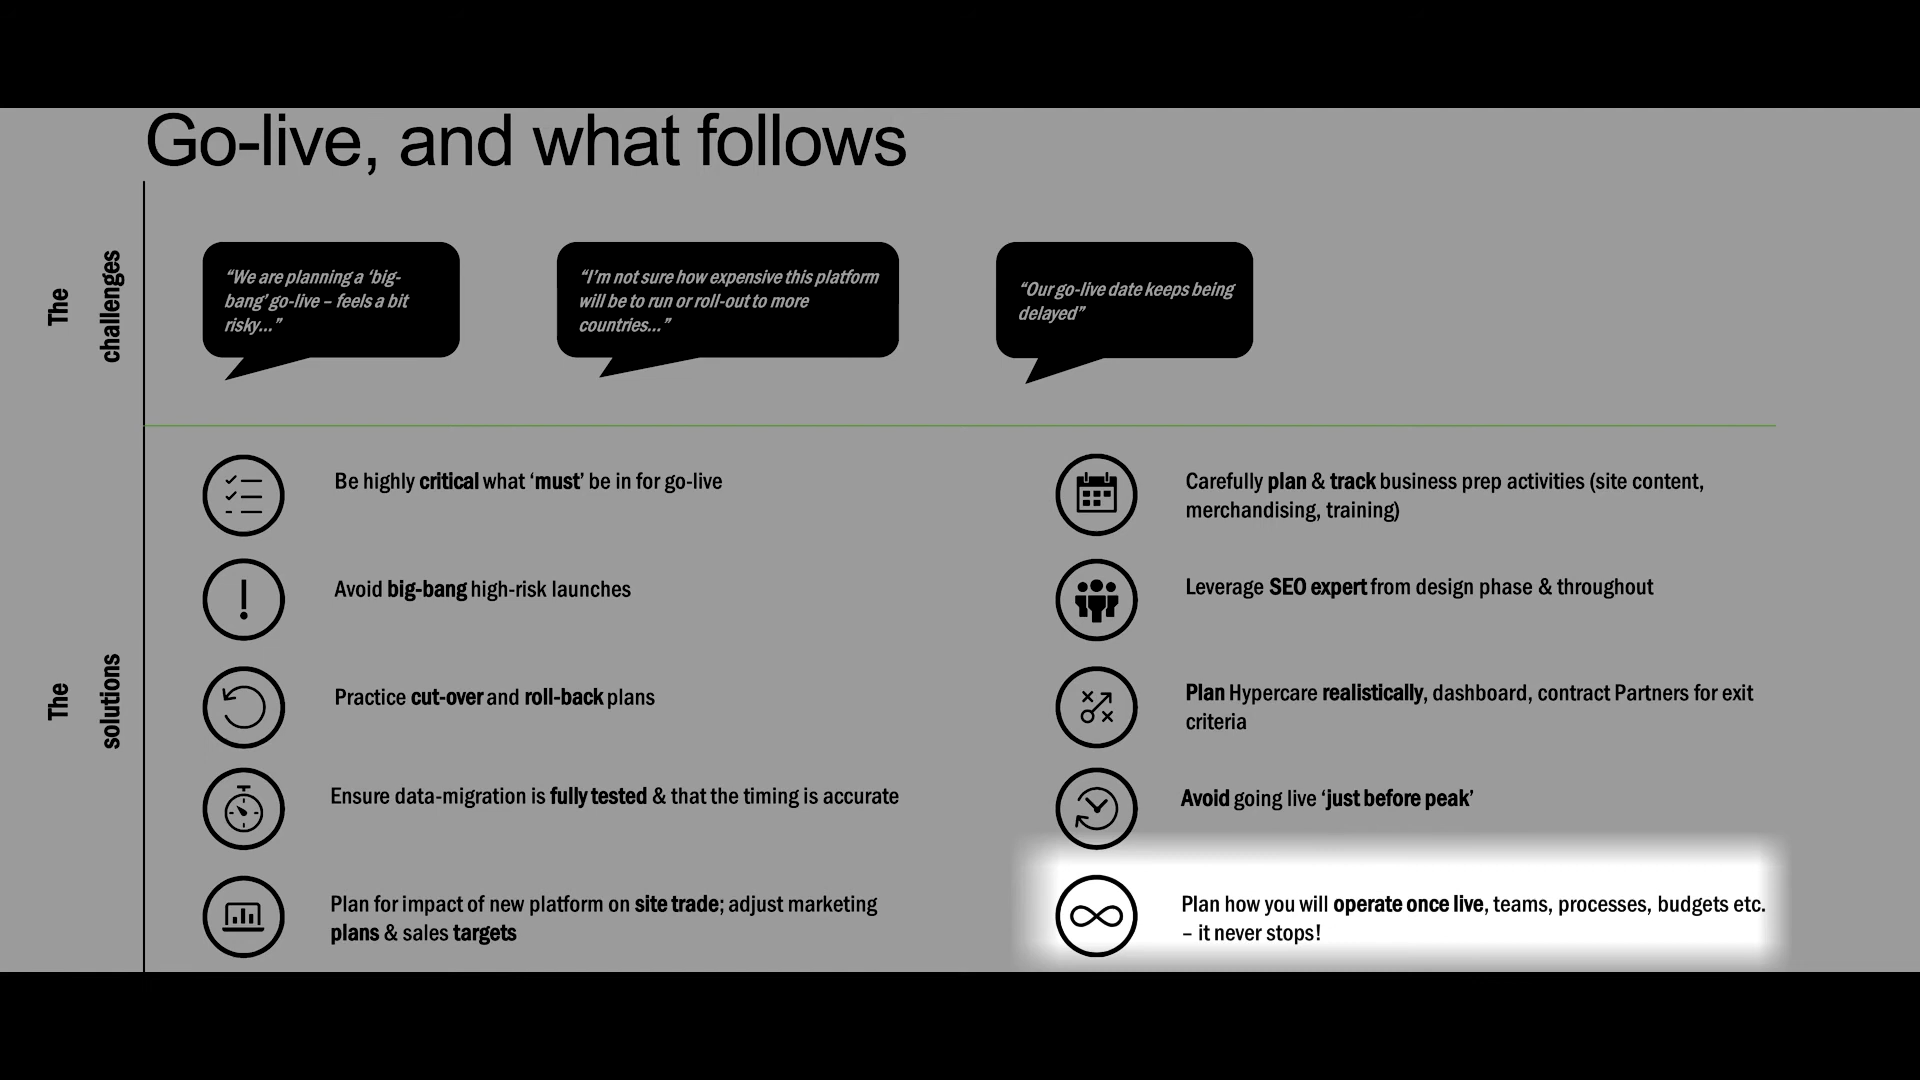 Go-live, and what follows
The
challenges
“We are planning a ‘big-
bang’ go-live – feels a bit
risky...”
“I’m not sure how expensive this platform
will be to run or roll-out to more
countries...”
“Our go-live date keeps being
delayed”
The
solutions
Be highly critical what ‘must’ be in for go-live
Avoid big-bang high-risk launches
Practice cut-over and roll-back plans
Ensure data-migration is fully tested & that the timing is accurate
Plan for impact of new platform on site trade; adjust marketing
plans & sales targets
Carefully plan & track business prep activities (site content,
merchandising, training)
Leverage SEO expert from design phase & throughout
Plan Hypercare realistically, dashboard, contract Partners for exit
criteria
Avoid going live ‘just before peak’
Plan how you will operate once live, teams, processes, budgets etc.
– it never stops!